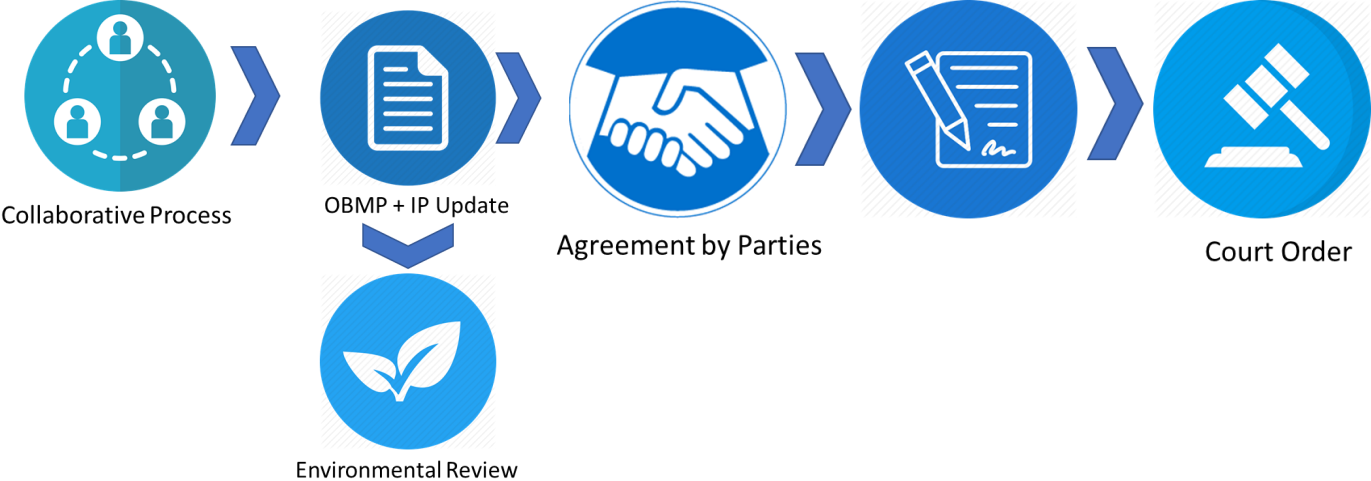 Collaborative Process
OBMP + IP Update
Agreement by Parties
Court Order
Environmental Review